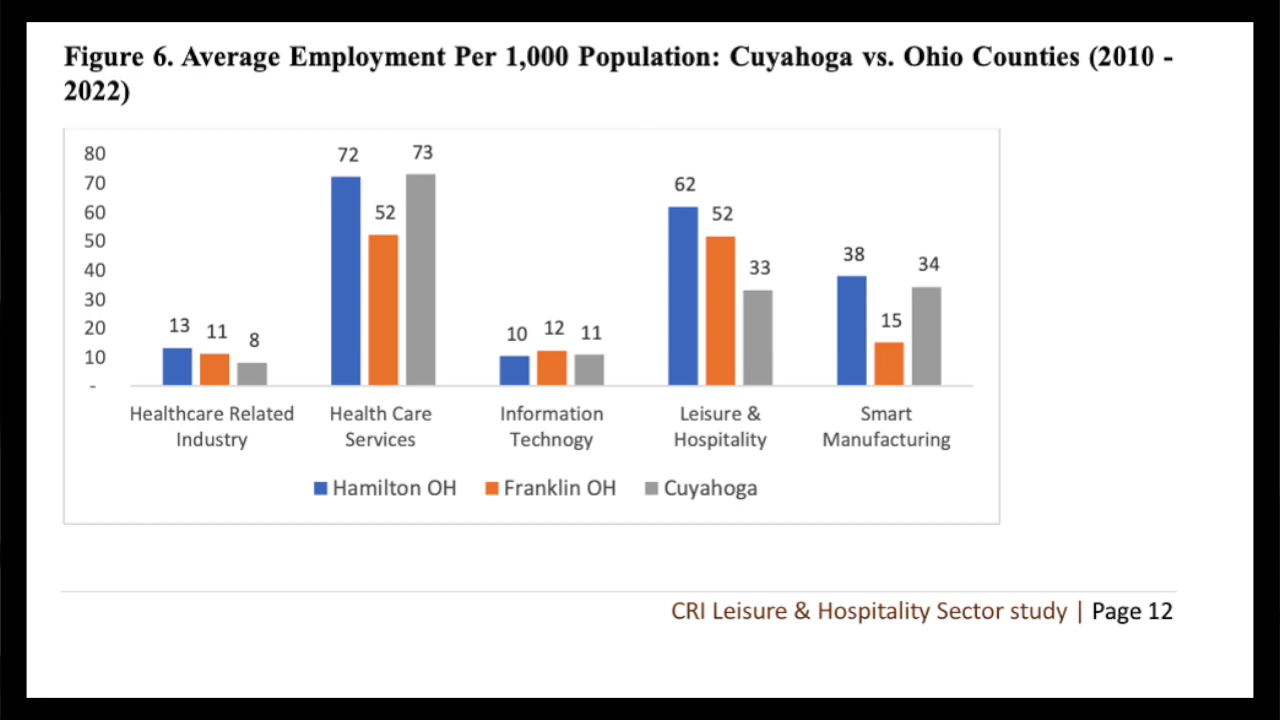 Figure 6. Average Employment Per 1,000 Population: Cuyahoga vs. Ohio Counties (2010 -
2022)
80
70
60
50
40
30
20
10
-
13
11
8
72
52
73
10
12
11
62
52
33
38
15
34
Healthcare Related
Industry
Health Care
Services
Information
Technogy
Leisure &
Hospitality
Smart
Manufacturing
Hamilton OH
Franklin OH
Cuyahoga
CRI Leisure & Hospitality Sector study | Page 12